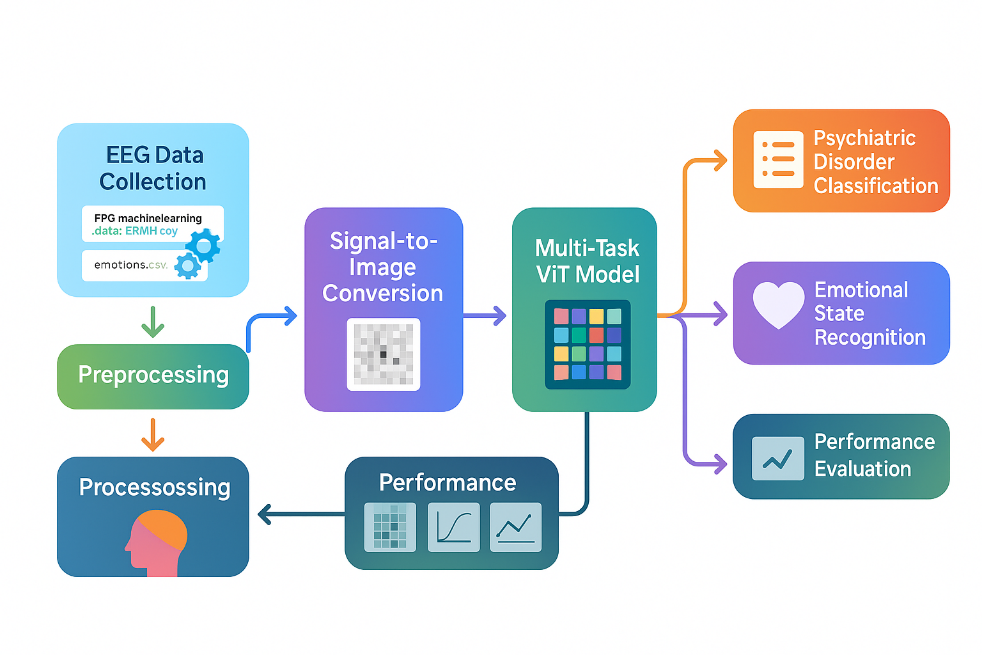 EEG Data
Collection
FPG machinelearning
.data: ERMH coy
emotions.csv.
Preprocessing
Processossing
Signal-to-
Image
Conversion
Multi-Task
ViT Model
Performance
Psychiatric
Disorder
Classification
Emotional
State
Recognition
Performance
Evaluation